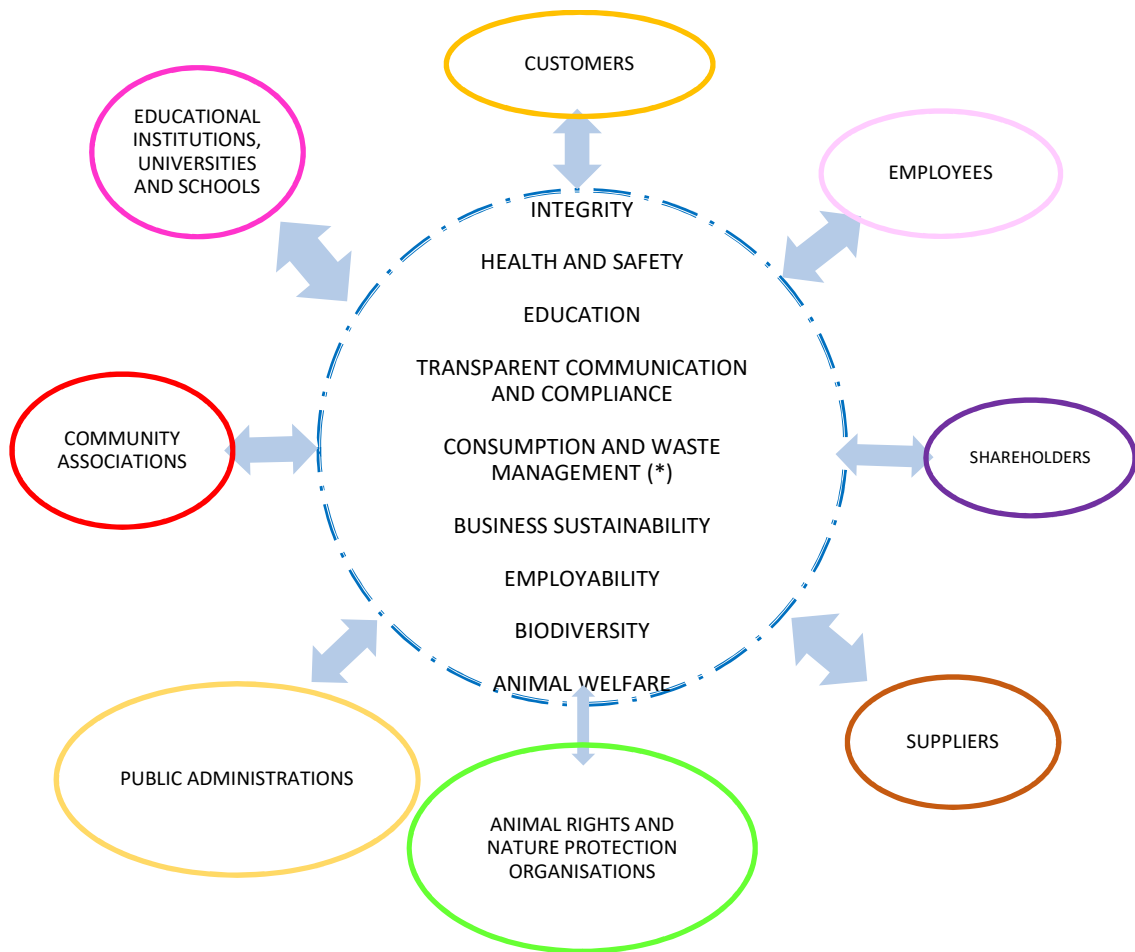 CUSTOMERS
EDUCATIONAL
INSTITUTIONS,
UNIVERSITIES
AND SCHOOLS
EMPLOYEES
INTEGRITY
HEALTH AND SAFETY
EDUCATION
TRANSPARENT COMMUNICATION
AND COMPLIANCE
CONSUMPTION AND WASTE
MANAGEMENT (*)
BUSINESS SUSTAINABILITY
EMPLOYABILITY
BIODIVERSITY
ANIMAL WELFARE
COMMUNITY
ASSOCIATIONS
SHAREHOLDERS
PUBLIC ADMINISTRATIONS
SUPPLIERS
ANIMAL RIGHTS AND
NATURE PROTECTION
ORGANISATIONS